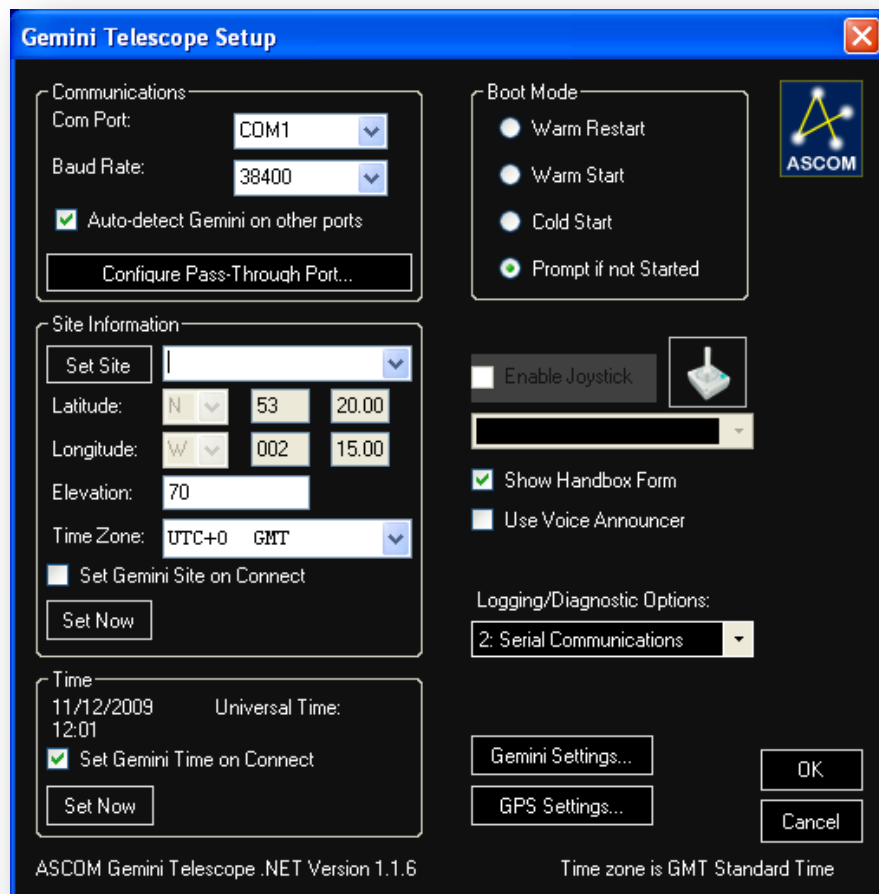 Gemini Telescope Setup
Communications
Com Port:
COM1
Baud Rate:
38400
Auto-detect Gemini on other ports
Configure Pass-Through Port...
Site Information
Set Site
Latitude: N 53 20.00
Longitude: W 002 15.00
Elevation: 70
Time Zone: UTC+0 GMT
Set Gemini Site on Connect
Set Now
Time
11/12/2009 Universal Time:
12:01
Set Gemini Time on Connect
Set Now
ASCOM Gemini Telescope .NET Version 1.1.6
Boot Mode
Warm Restart
Warm Start
Cold Start
Prompt if not Started
ASCOM
Enable Joystick
Show Handbox Form
Use Voice Announcer
Logging/Diagnostic Options:
2: Serial Communications
Gemini Settings...
GPS Settings...
OK
Cancel
Time zone is GMT Standard Time